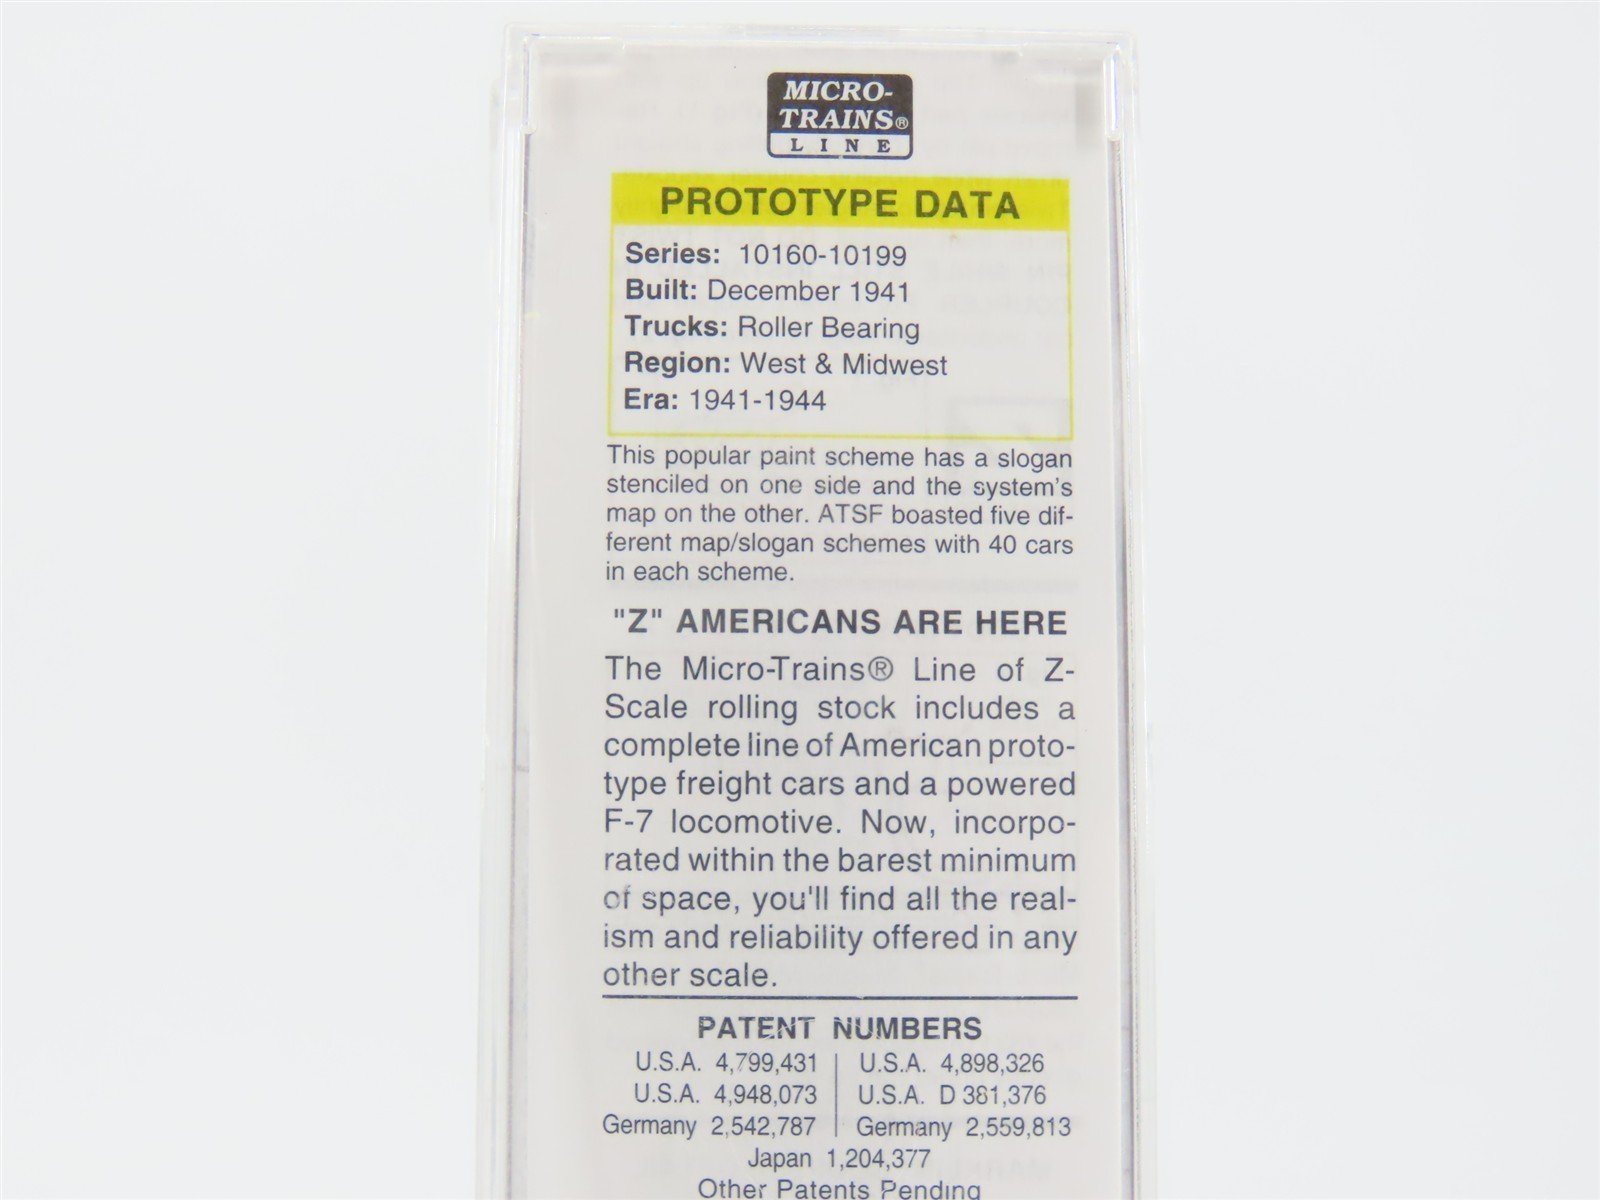 MICRO-
TRAINS®
LINE
PROTOTYPE DATA
Series: 10160-10199
Built: December 1941
Trucks: Roller Bearing
Region: West & Midwest
Era: 1941-1944
This popular paint scheme has a slogan
stenciled on one side and the system's
map on the other. ATSF boasted five dif-
ferent map/slogan schemes with 40 cars
in each scheme.
"Z" AMERICANS ARE HERE
The Micro-Trains® Line of Z-
Scale rolling stock includes a
complete line of American proto-
type freight cars and a powered
F-7 locomotive. Now, incorpo-
rated within the barest minimum
of space, you'll find all the real-
ism and reliability offered in any
other scale.
PATENT NUMBERS
U.S.A. 4,799,431 | U.S.A. 4,898,326
U.S.A. 4,948,073 | U.S.A. D 381,376
Germany 2,542,787 | Germany 2,559,813
Japan 1,204,377
Other Patents Pending